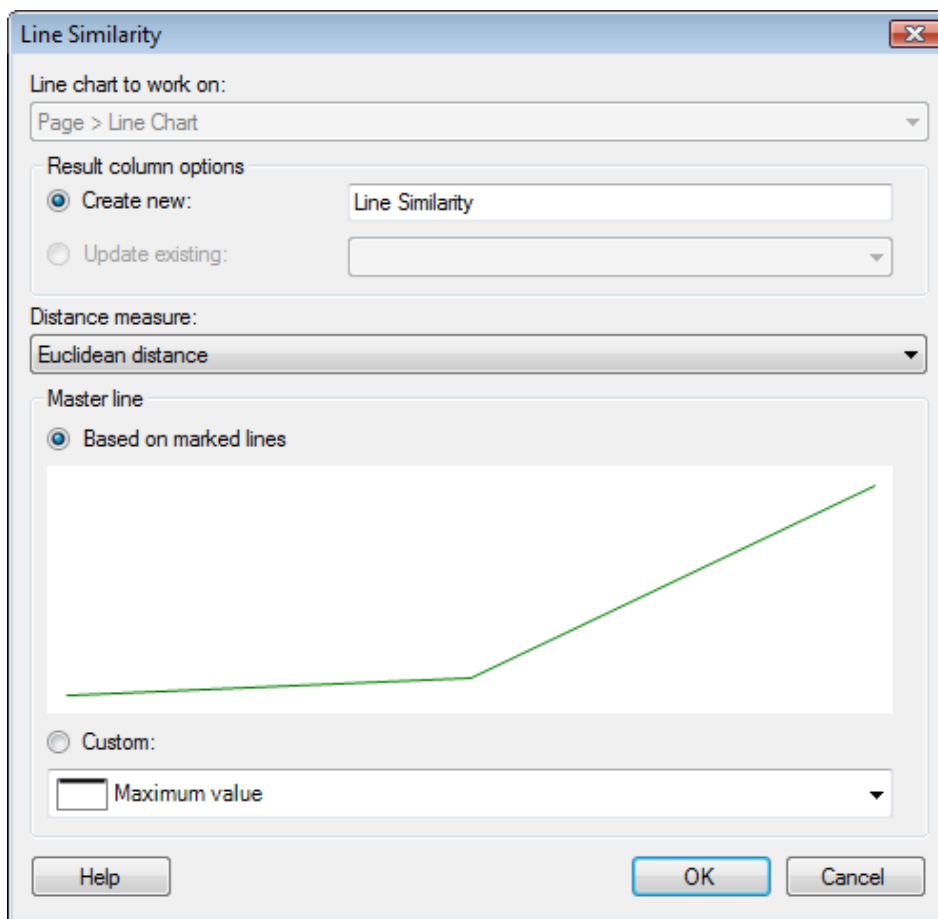 Line Similarity
Line chart to work on:
Page > Line Chart
Result column options
Create new:
Line Similarity
Update existing:
Distance measure:
Euclidean distance
Master line
Based on marked lines
Custom:
Maximum value
Help
OK
Cancel